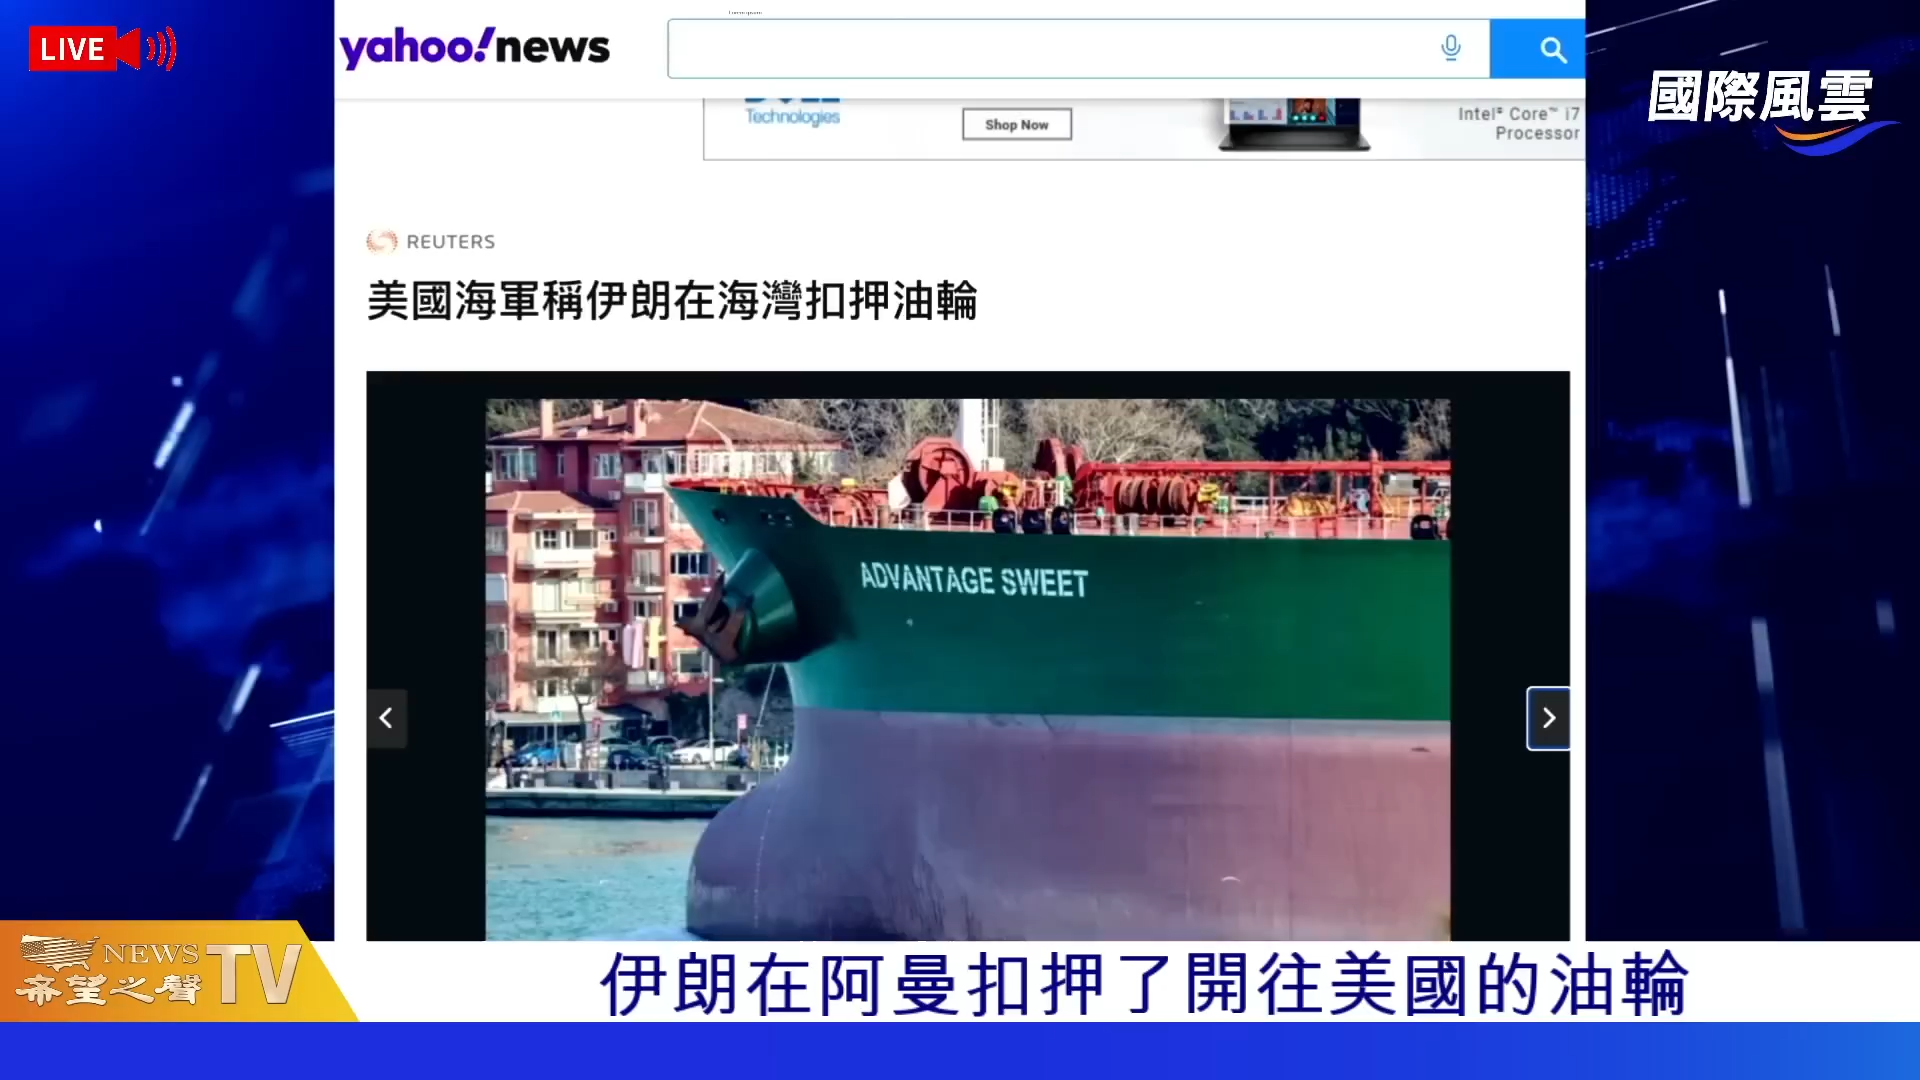 LIVE
yahoo!news
國際風雲
Technologies
Shop Now
Intel® Core™ i7
Processor
REUTERS
美國海軍稱伊朗在海灣扣押油輪
ADVANTAGE SWEET
NEWS
希望之聲
TV
伊朗在阿曼扣押了開往美國的油輪